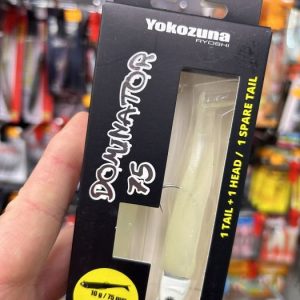 Yokozuna
RYOSHI
DOMINATOR
75
1 TAIL + 1 HEAD / 1 SPARE TAIL
10 g / 75 mm